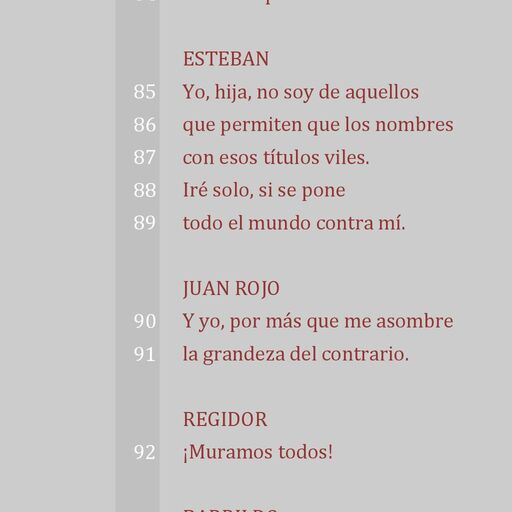 ESTEBAN
85 Yo, hija, no soy de aquellos
86 que permiten que los nombres
87 con esos títulos viles.
88 Iré solo, si se pone
89 todo el mundo contra mí.
JUAN ROJO
90 Y yo, por más que me asombre
91 la grandeza del contrario.
REGIDOR
92 ¡Muramos todos!